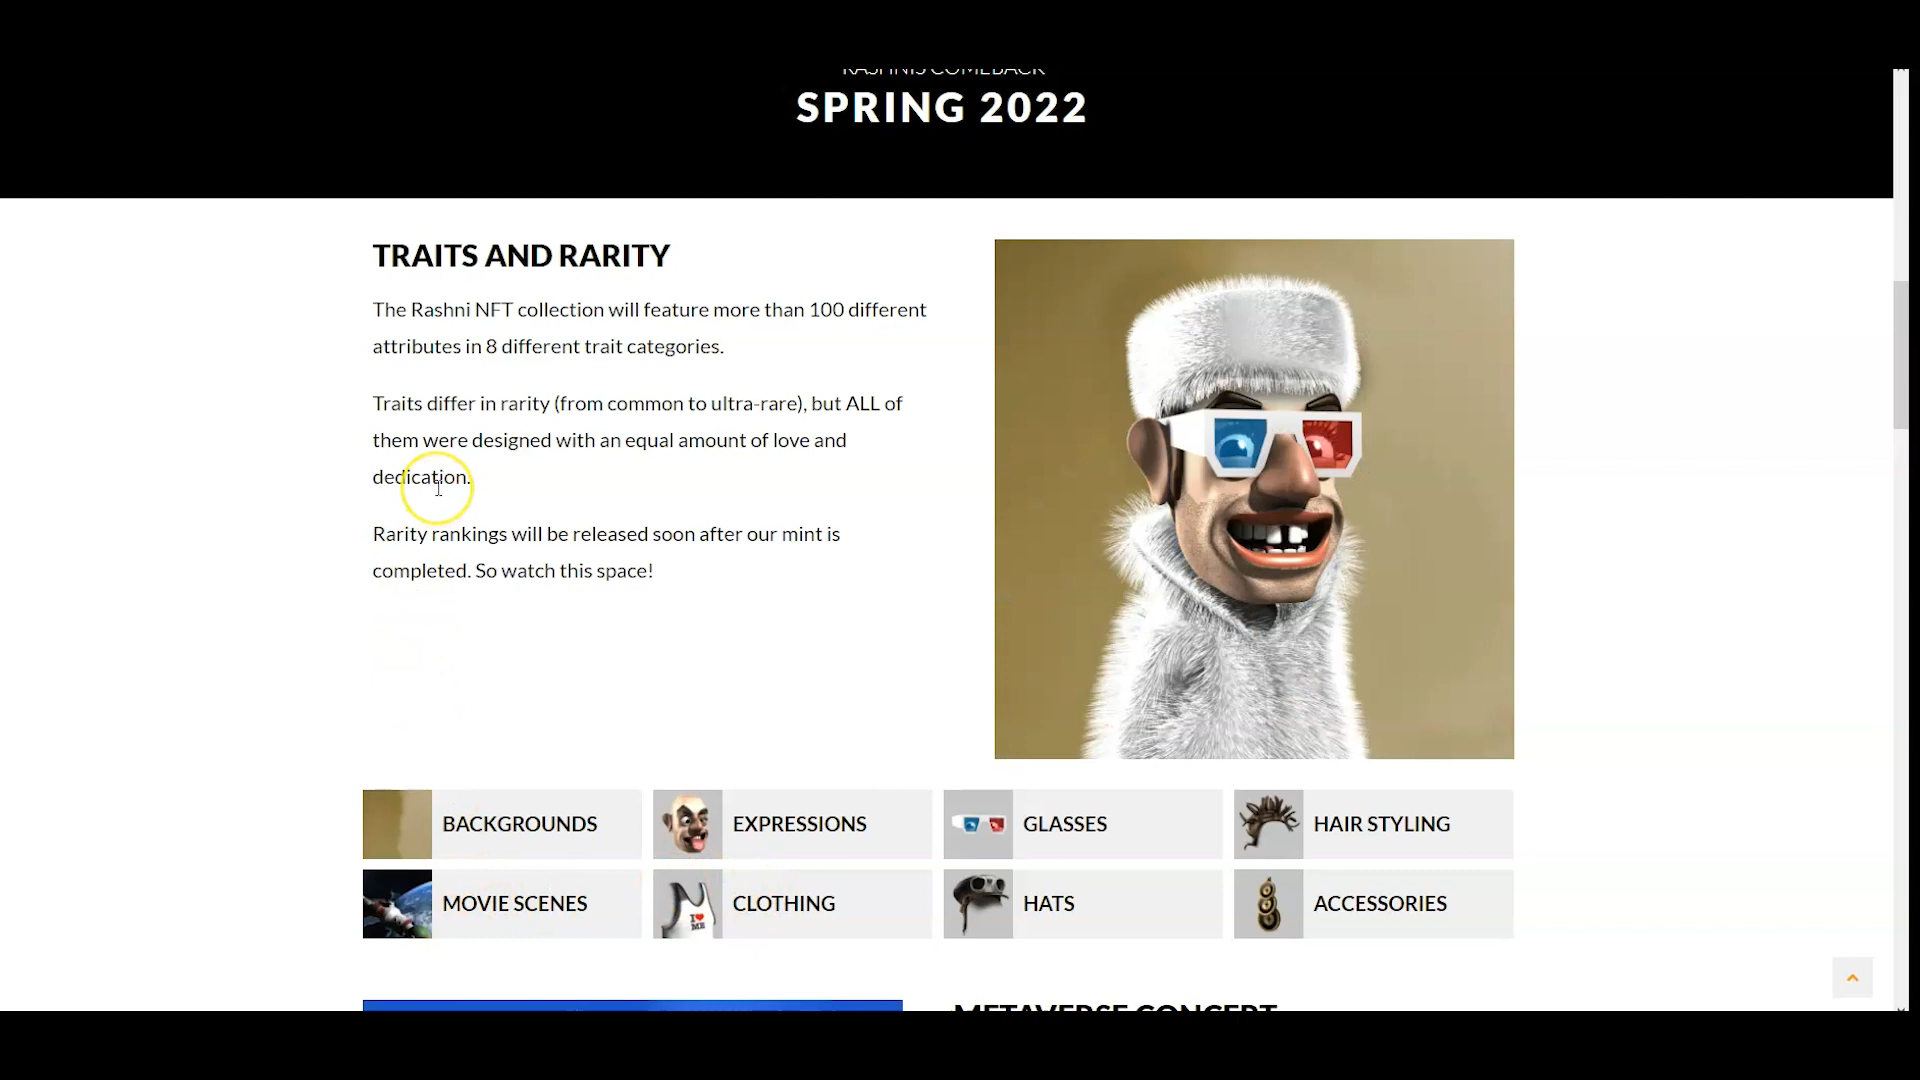 RASHNIS COMEBACK
SPRING 2022
TRAITS AND RARITY
The Rashni NFT collection will feature more than 100 different
attributes in 8 different trait categories.
Traits differ in rarity (from common to ultra-rare), but ALL of
them were designed with an equal amount of love and
dedication.
Rarity rankings will be released soon after our mint is
completed. So watch this space!
BACKGROUNDS
EXPRESSIONS
GLASSES
HAIR STYLING
MOVIE SCENES
I ♥
ME
CLOTHING
HATS
ACCESSORIES
METAVERSE CONCEPT